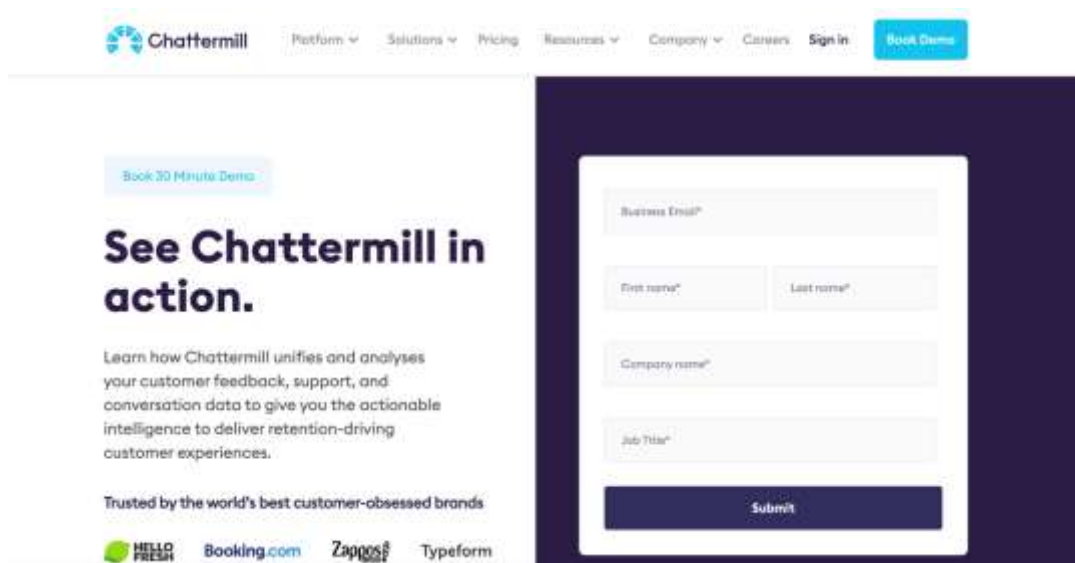 Chattermill Platform Solutions Pricing Resources Company Careers Sign in Book Demo
Book 30 Minute Demo
See Chattermill in
action.
Learn how Chattermill unifies and analyses
your customer feedback, support, and
conversation data to give you the actionable
intelligence to deliver retention-driving
customer experiences.
Trusted by the world's best customer-obsessed brands
HELLO
FRESH
Booking.com Zappos Typeform
Business Email*
First name* Last name*
Company name*
Job Title*
Submit